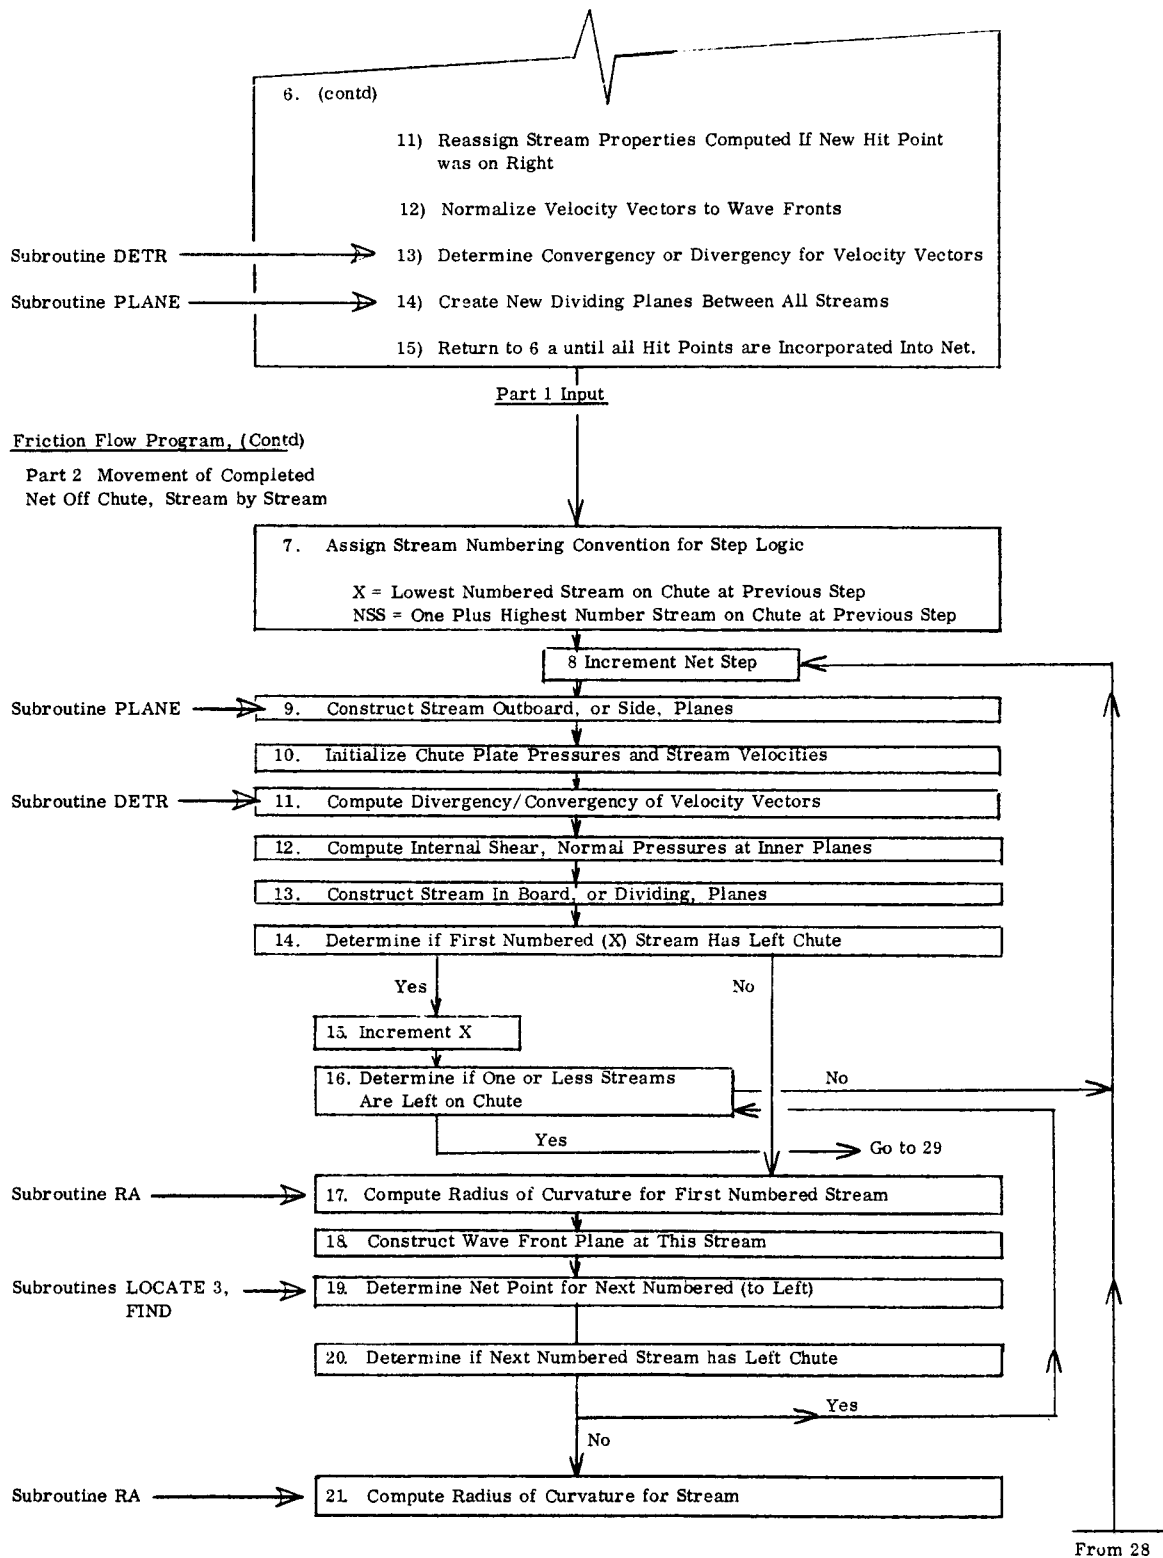 6. (contd)
11) Reassign Stream Properties Computed If New Hit Point
was on Right
12) Normalize Velocity Vectors to Wave Fronts
Subroutine DETR
13) Determine Convergency or Divergency for Velocity Vectors
Subroutine PLANE
14) Create New Dividing Planes Between All Streams
15) Return to 6 a until all Hit Points are Incorporated Into Net.
Part 1 Input
Friction Flow Program, (Contd)
Part 2 Movement of Completed
Net Off Chute, Stream by Stream
7. Assign Stream Numbering Convention for Step Logic
X = Lowest Numbered Stream on Chute at Previous Step
NSS = One Plus Highest Number Stream on Chute at Previous Step
8 Increment Net Step
Subroutine PLANE
9. Construct Stream Outboard, or Side, Planes
10. Initialize Chute Plate Pressures and Stream Velocities
Subroutine DETR
11. Compute Divergency/Convergency of Velocity Vectors
12. Compute Internal Shear, Normal Pressures at Inner Planes
13. Construct Stream In Board, or Dividing, Planes
14. Determine if First Numbered (X) Stream Has Left Chute
Yes
No
15. Increment X
16. Determine if One or Less Streams
Are Left on Chute
No
Yes
Go to 29
Subroutine RA
17. Compute Radius of Curvature for First Numbered Stream
18. Construct Wave Front Plane at This Stream
Subroutines LOCATE 3,
FIND
19. Determine Net Point for Next Numbered (to Left)
20. Determine if Next Numbered Stream has Left Chute
Yes
No
Subroutine RA
21. Compute Radius of Curvature for Stream
From 28